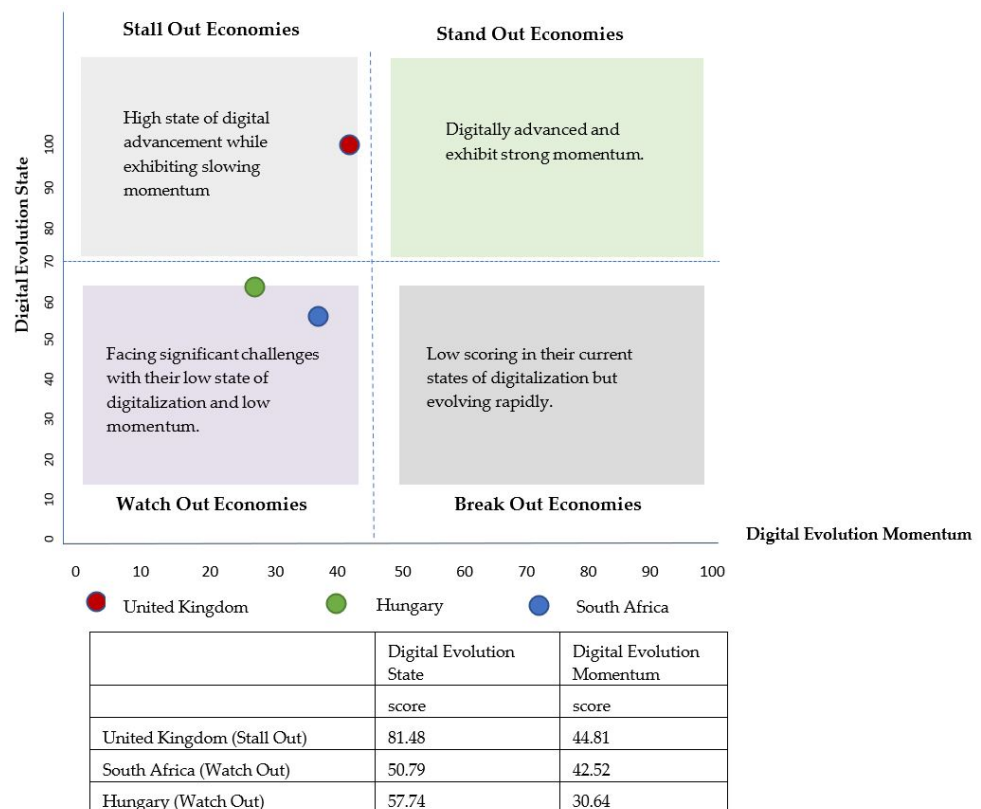 Stall Out Economies
Stand Out Economies
High state of digital
advancement while
exhibiting slowing
momentum
Digitally advanced and
exhibit strong momentum.
Digital Evolution State
100
90
80
70
60
50
40
30
20
10
0
Facing significant challenges
with their low state of
digitalization and low
momentum.
Low scoring in their current
states of digitalization but
evolving rapidly.
Watch Out Economies
Break Out Economies
Digital Evolution Momentum
0 10 20 30 40 50 60 70 80 90 100
United Kingdom Hungary South Africa
Digital Evolution
State
Digital Evolution
Momentum
score score
United Kingdom (Stall Out) 81.48 44.81
South Africa (Watch Out) 50.79 42.52
Hungary (Watch Out) 57.74 30.64